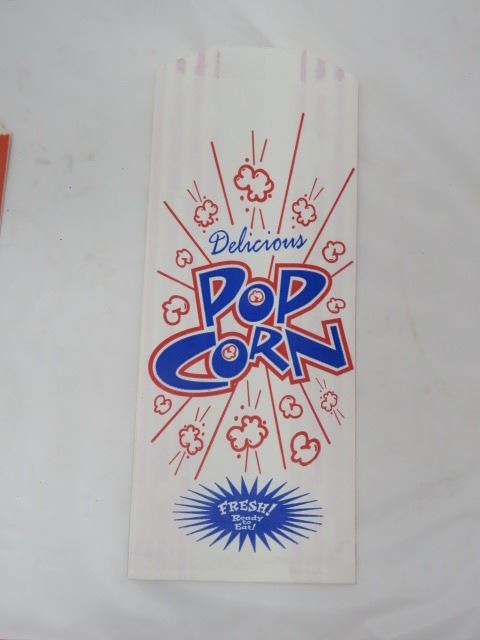 Delicious
POP
CORN
FRESH!
Ready
to
Eat!